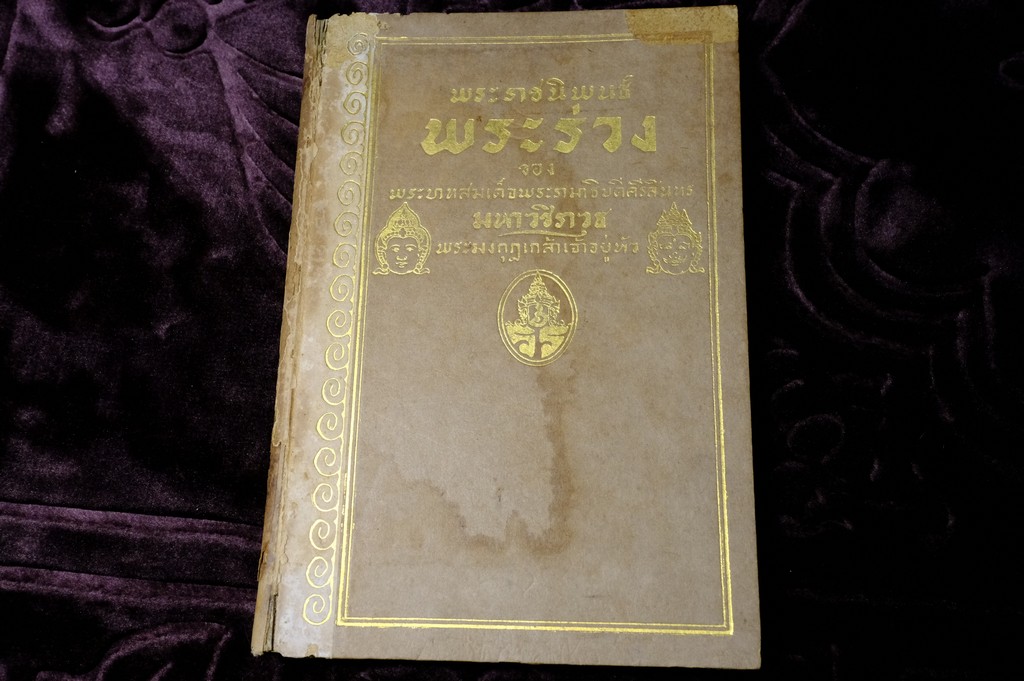 พระราชนิพนธ์
พระร่วง
ของ
พระบาทสมเด็จพระรามาธิบดีศรีสินทร
มหาวชิราวุธ
พระมงกุฎเกล้าเจ้าอยู่หัว